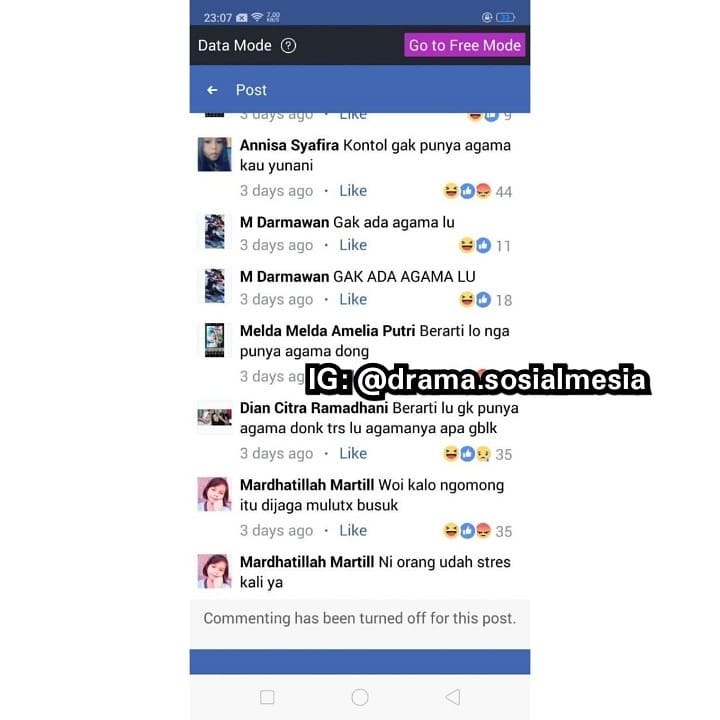 23:07 7.00 KB/S 33
Data Mode ? Go to Free Mode
Post
3 days ago · Like 9
Annisa Syafira Kontol gak punya agama
kau yunani
3 days ago · Like 44
M Darmawan Gak ada agama lu
3 days ago · Like 11
M Darmawan GAK ADA AGAMA LU
3 days ago · Like 18
Melda Melda Amelia Putri Berarti lo nga
punya agama dong
3 days ag
IG: @drama.sosialmesia
Dian Citra Ramadhani Berarti lu gk punya
agama donk trs lu agamanya apa gblk
3 days ago · Like 35
Mardhatillah Martill Woi kalo ngomong
itu dijaga mulutx busuk
3 days ago · Like 35
Mardhatillah Martill Ni orang udah stres
kali ya
Commenting has been turned off for this post.